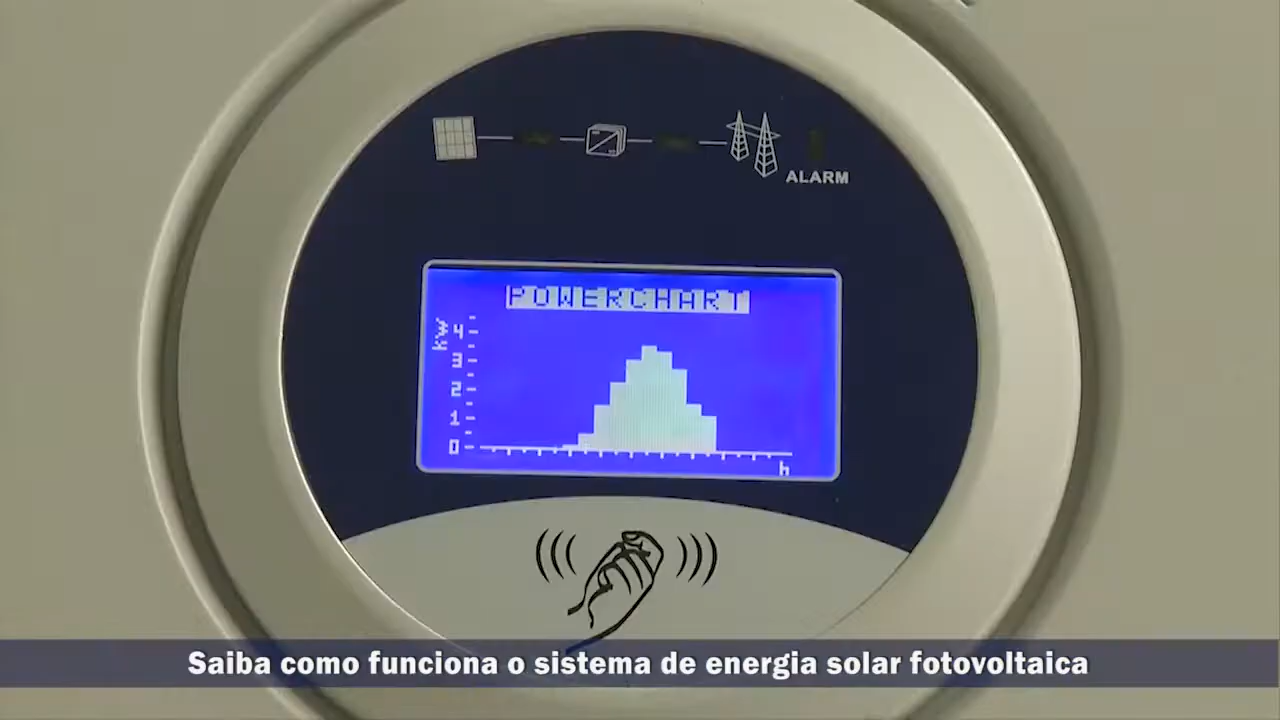 ALARM
POWERCHART
kW
4
3
2
1
0
h
Saiba como funciona o sistema de energia solar fotovoltaica